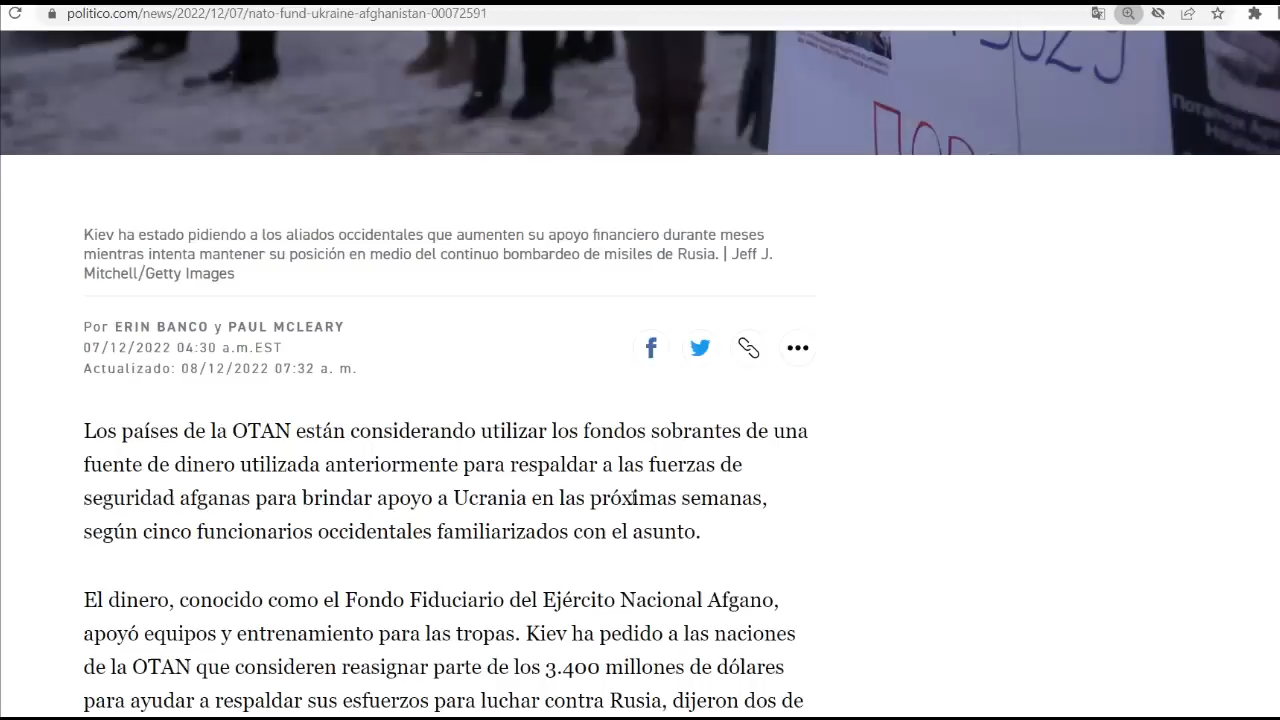 politico.com/news/2022/12/07/nato-fund-ukraine-afghanistan-00072591
Kiev ha estado pidiendo a los aliados occidentales que aumenten su apoyo financiero durante meses
mientras intenta mantener su posición en medio del continuo bombardeo de misiles de Rusia. | Jeff J.
Mitchell/Getty Images
Por ERIN BANCO y PAUL MCLEARY
07/12/2022 04:30 a.m.EST
Actualizado: 08/12/2022 07:32 a. m.
Los países de la OTAN están considerando utilizar los fondos sobrantes de una
fuente de dinero utilizada anteriormente para respaldar a las fuerzas de
seguridad afganas para brindar apoyo a Ucrania en las próximas semanas,
según cinco funcionarios occidentales familiarizados con el asunto.
El dinero, conocido como el Fondo Fiduciario del Ejército Nacional Afgano,
apoyó equipos y entrenamiento para las tropas. Kiev ha pedido a las naciones
de la OTAN que consideren reasignar parte de los 3.400 millones de dólares
para ayudar a respaldar sus esfuerzos para luchar contra Rusia, dijeron dos de